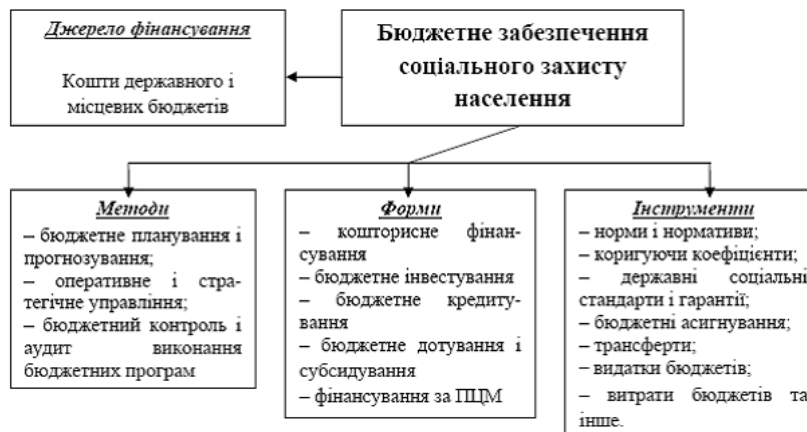 Джерело фінансування
Кошти державного і
місцевих бюджетів
Бюджетне забезпечення
соціального захисту
населення
Методи
– бюджетне планування і
прогнозування;
– оперативне і стра-
тегічне управління;
– бюджетний контроль і
аудит виконання
бюджетних програм
Форми
– кошторисне фінан-
сування
– бюджетне інвестування
– бюджетне кредиту-
вання
– бюджетне дотування і
субсидування
– фінансування за ПЦМ
Інструменти
– норми і нормативи;
– коригуючі коефіцієнти;
– державні соціальні
стандарти і гарантії;
– бюджетні асигнування;
– трансферти;
– видатки бюджетів;
– витрати бюджетів та
інше.